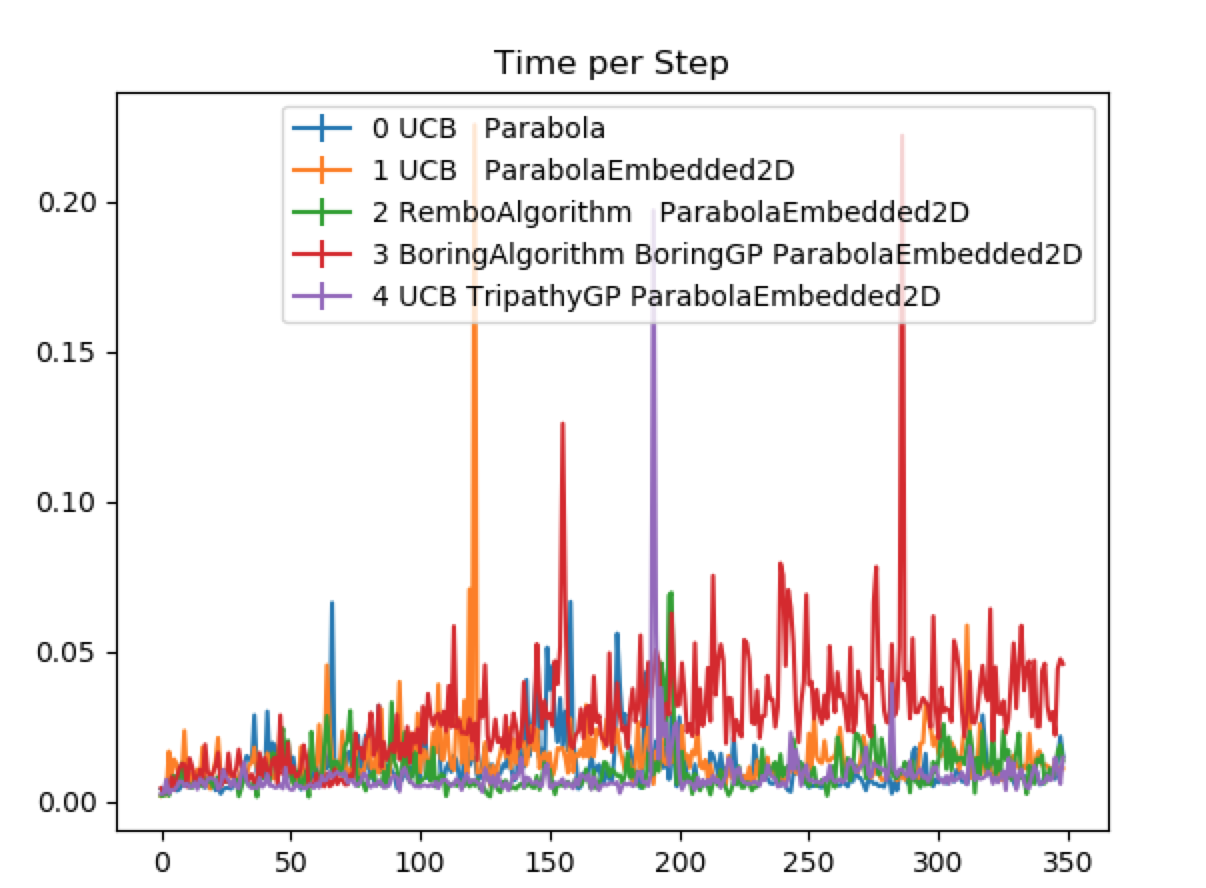 Time per Step
0 UCB   Parabola
1 UCB   ParabolaEmbedded2D
2 RemboAlgorithm   ParabolaEmbedded2D
3 BoringAlgorithm BoringGP ParabolaEmbedded2D
4 UCB TripathyGP ParabolaEmbedded2D
0.20
0.15
0.10
0.05
0.00
0 50 100 150 200 250 300 350